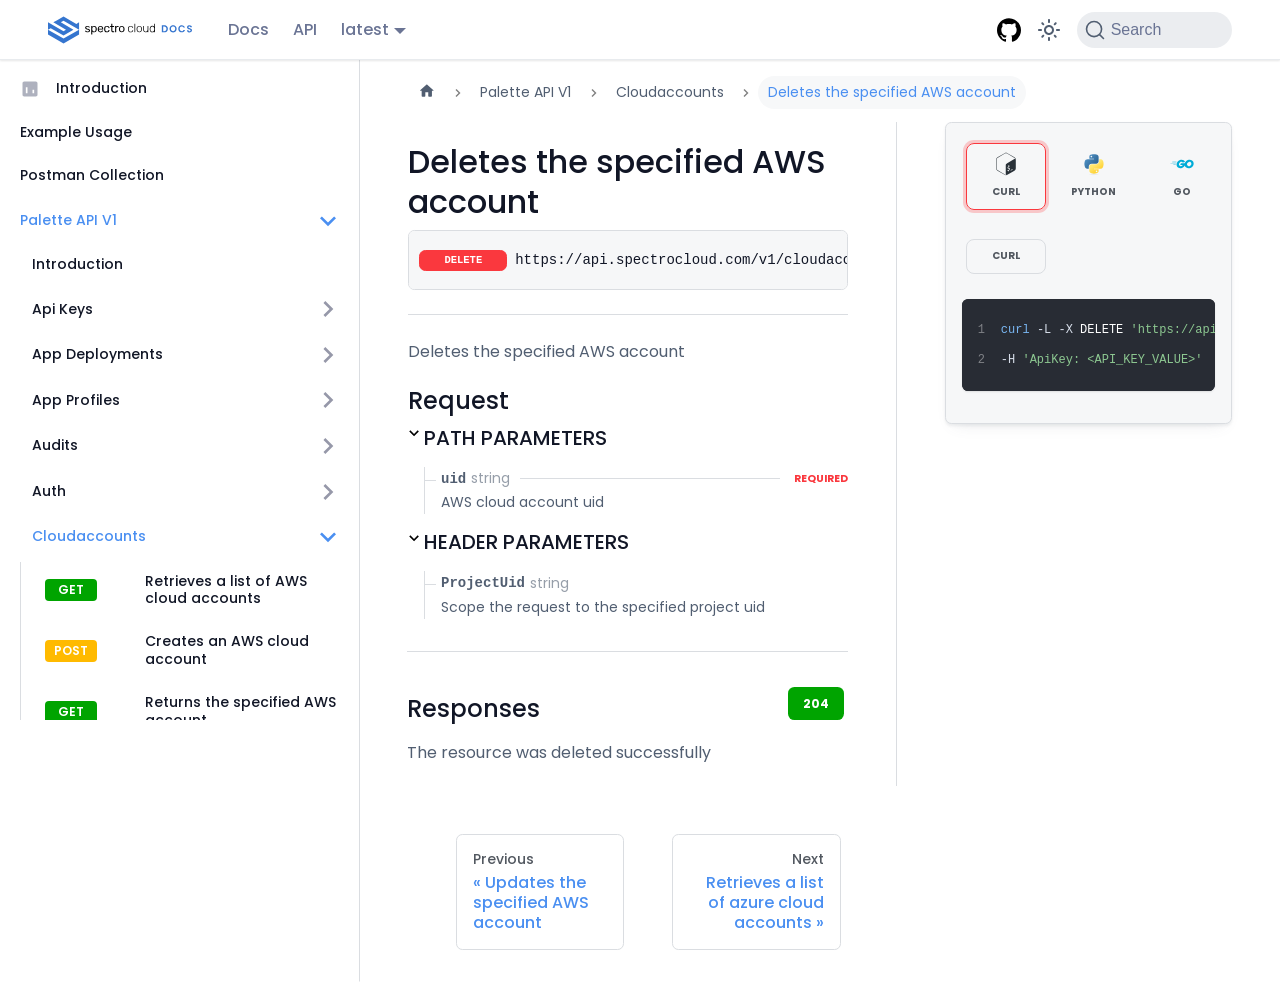 spectro cloud DOCS
Docs
API
latest
Search
Introduction
Example Usage
Postman Collection
Palette API V1
Introduction
Api Keys
App Deployments
App Profiles
Audits
Auth
Cloudaccounts
GET
Retrieves a list of AWS
cloud accounts
POST
Creates an AWS cloud
account
GET
Returns the specified AWS
account
Palette API V1
Cloudaccounts
Deletes the specified AWS account
Deletes the specified AWS
account
DELETE https://api.spectrocloud.com/v1/cloudacc
Deletes the specified AWS account
Request
PATH PARAMETERS
uid string REQUIRED
AWS cloud account uid
HEADER PARAMETERS
ProjectUid string
Scope the request to the specified project uid
Responses
204
The resource was deleted successfully
Previous
« Updates the
specified AWS
account
Next
Retrieves a list
of azure cloud
accounts »
CURL
PYTHON
GO
GO
CURL
1 curl -L -X DELETE 'https://api
2 -H 'ApiKey: <API_KEY_VALUE>'